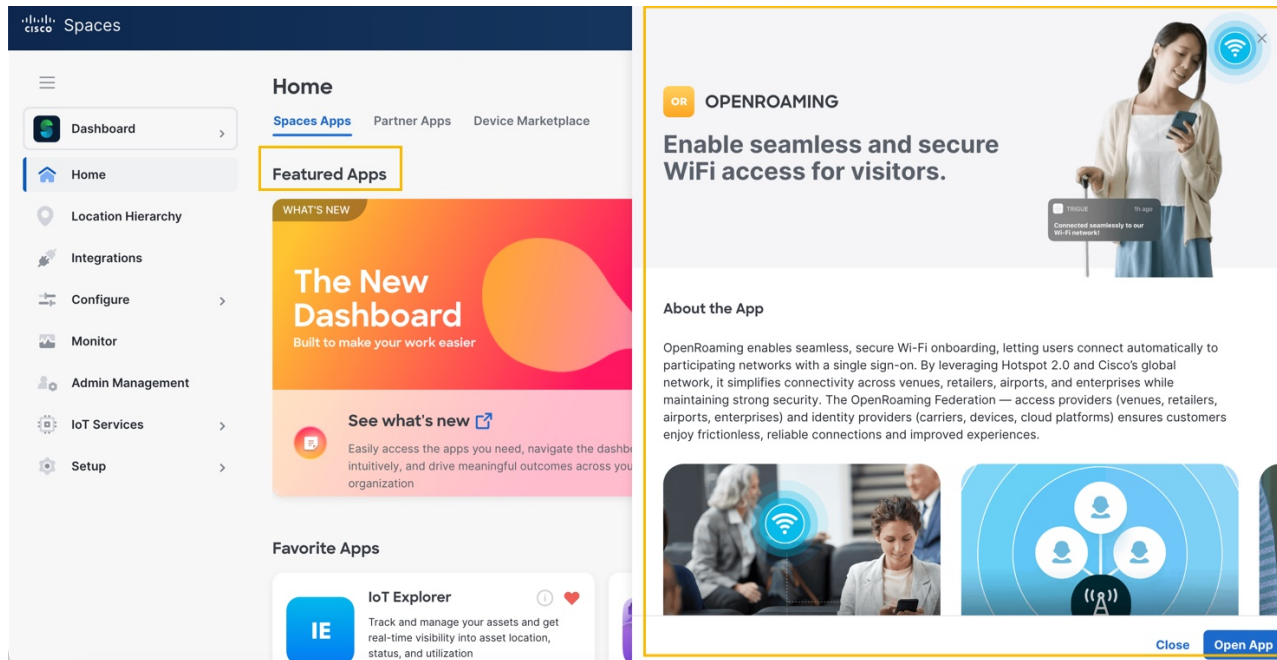 CISCO Spaces
Dashboard
Home
Location Hierarchy
Integrations
Configure
Monitor
Admin Management
IoT Services
Setup
Home
Spaces Apps Partner Apps Device Marketplace
Featured Apps
WHAT'S NEW
The New
Dashboard
Built to make your work easier
See what's new
Easily access the apps you need, navigate the dashb
intuitively, and drive meaningful outcomes across you
organization
Favorite Apps
IE
IoT Explorer
Track and manage your assets and get
real-time visibility into asset location,
status, and utilization
OR OPENROAMING
Enable seamless and secure
WiFi access for visitors.
TRIGUE 1h ago
Connected seamlessly to our
Wi-Fi network!
About the App
OpenRoaming enables seamless, secure Wi-Fi onboarding, letting users connect automatically to
participating networks with a single sign-on. By leveraging Hotspot 2.0 and Cisco's global
network, it simplifies connectivity across venues, retailers, airports, and enterprises while
maintaining strong security. The OpenRoaming Federation — access providers (venues, retailers,
airports, enterprises) and identity providers (carriers, devices, cloud platforms) ensures customers
enjoy frictionless, reliable connections and improved experiences.
Close Open App